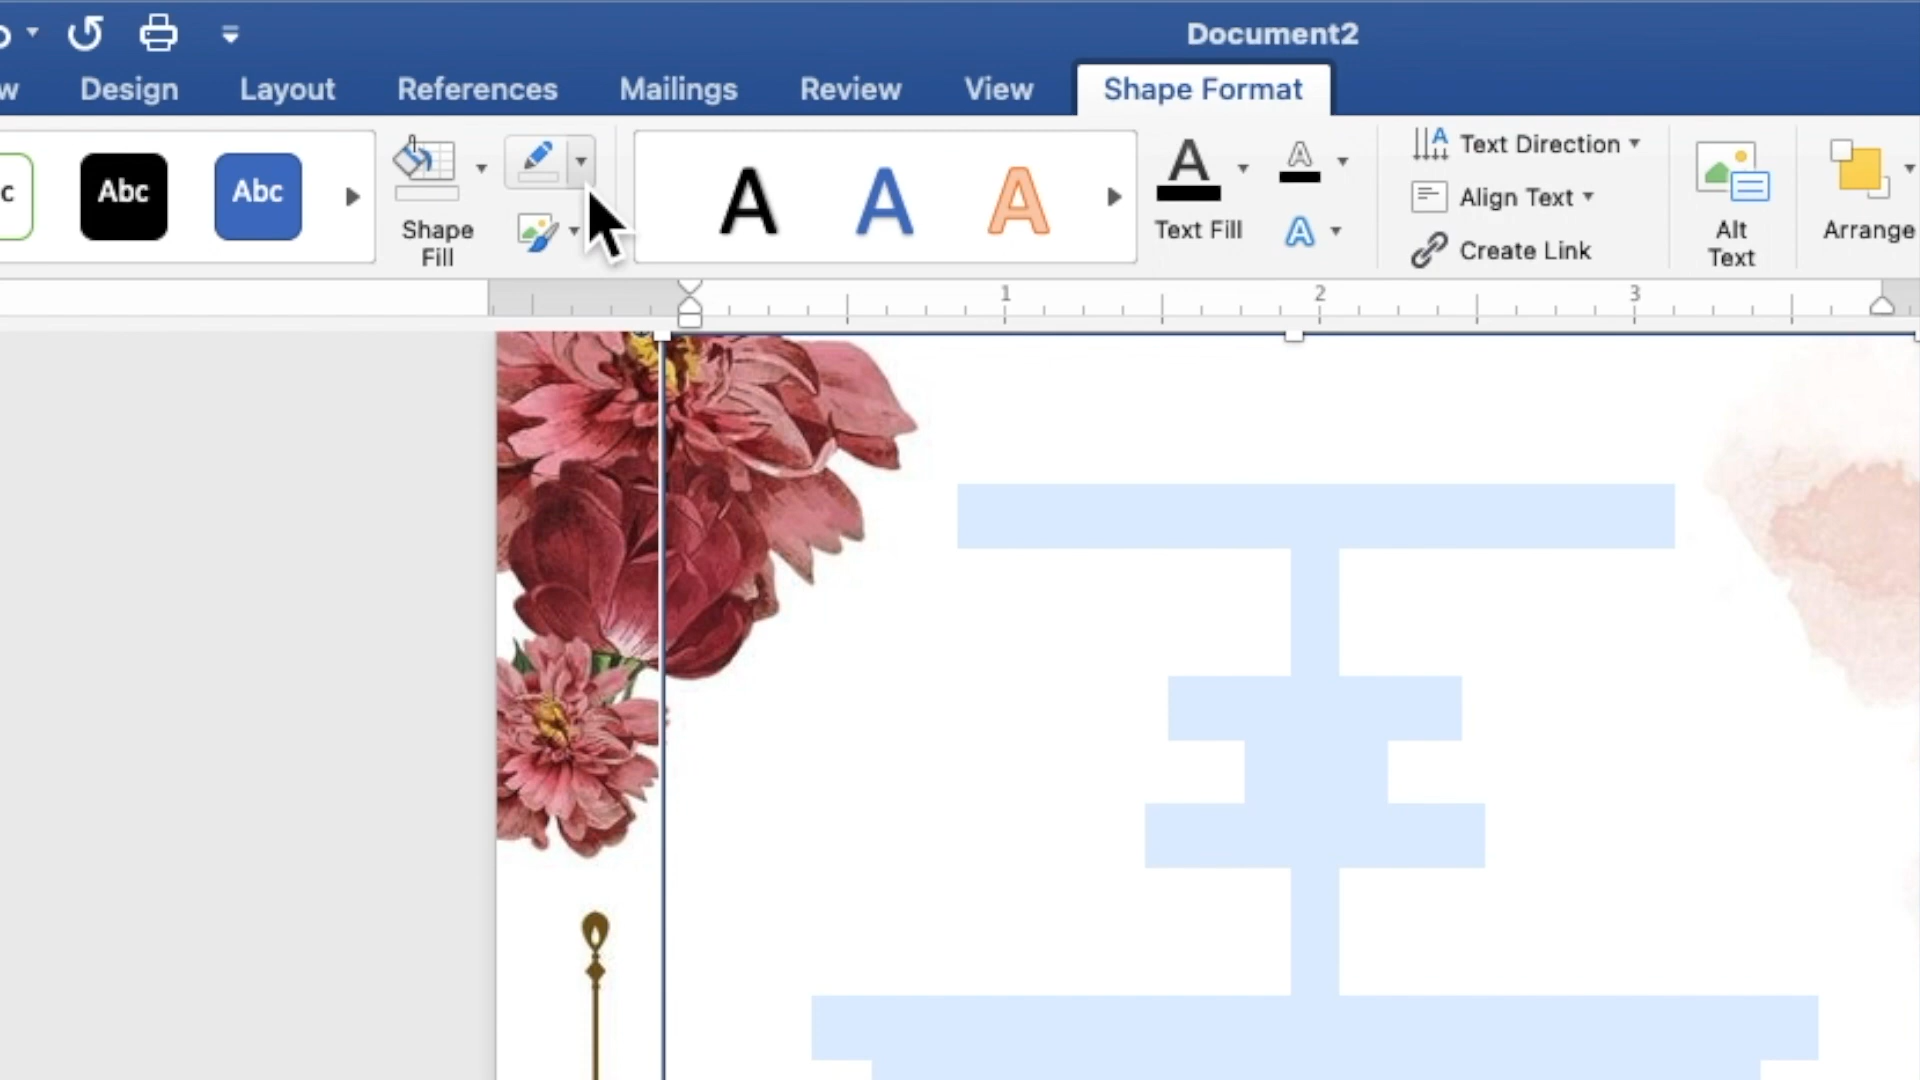 Document2
w Design Layout References Mailings Review View Shape Format
c Abc Abc
Shape
Fill
A A A
A
Text Fill
A
A
Text Direction
Align Text
Create Link
Alt
Text
Arrange
1 2 3